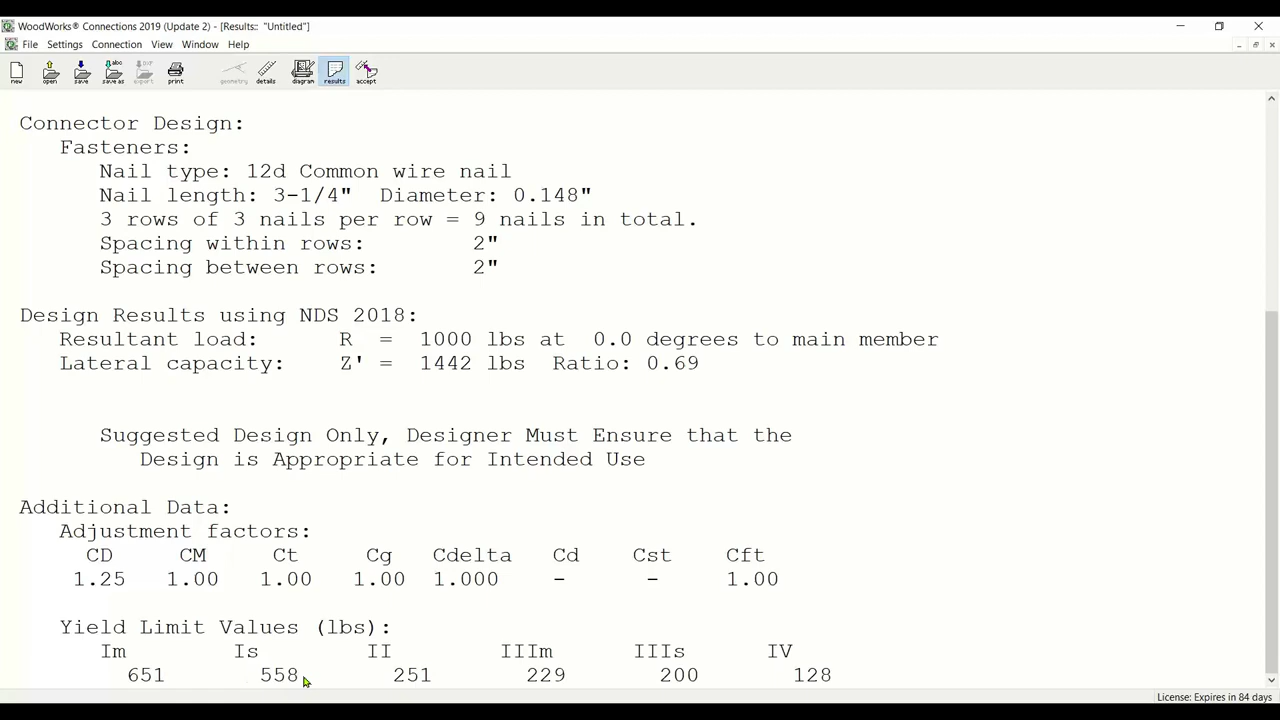 WoodWorks® Connections 2019 (Update 2) - [Results:: "Untitled"]
File Settings Connection View Window Help
abc DXF
new open save save as export print geometry details diagram results accept
Connector Design:
Fasteners:
Nail type: 12d Common wire nail
Nail length: 3-1/4" Diameter: 0.148"
3 rows of 3 nails per row = 9 nails in total.
Spacing within rows: 2"
Spacing between rows: 2"
Design Results using NDS 2018:
Resultant load: R = 1000 lbs at 0.0 degrees to main member
Lateral capacity: Z' = 1442 lbs Ratio: 0.69
Suggested Design Only, Designer Must Ensure that the
Design is Appropriate for Intended Use
Additional Data:
Adjustment factors:
CD CM Ct Cg Cdelta Cd Cst Cft
1.25 1.00 1.00 1.00 1.000 - - 1.00
Yield Limit Values (lbs):
Im Is II IIIm IIIs IV
651 558 251 229 200 128
License: Expires in 84 days